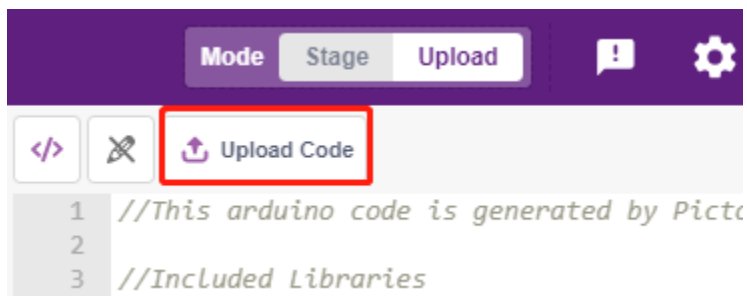 Mode Stage Upload
</> Upload Code
1 //This arduino code is generated by
2
3 //Included Libraries